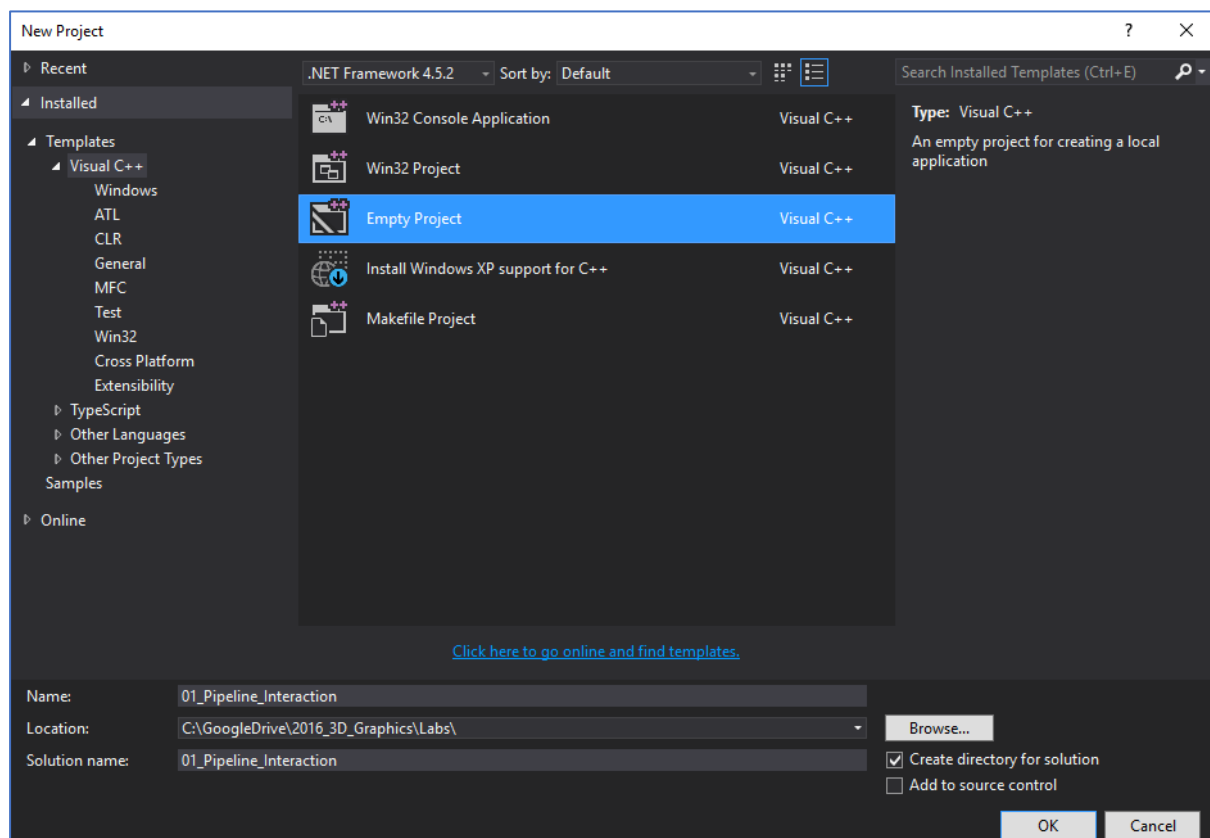 New Project
?
Recent
.NET Framework 4.5.2
Sort by: Default
Search Installed Templates (Ctrl+E)
Installed
Templates
Visual C++
Windows
ATL
CLR
General
MFC
Test
Win32
Cross Platform
Extensibility
TypeScript
Other Languages
Other Project Types
Samples
Online
Win32 Console Application Visual C++
Win32 Project Visual C++
Empty Project Visual C++
Install Windows XP support for C++ Visual C++
Makefile Project Visual C++
Type: Visual C++
An empty project for creating a local
application
Click here to go online and find templates.
Name: 01_Pipeline_Interaction
Location: C:\GoogleDrive\2016_3D_Graphics\Labs\
Browse...
Solution name: 01_Pipeline_Interaction
Create directory for solution
Add to source control
OK
Cancel